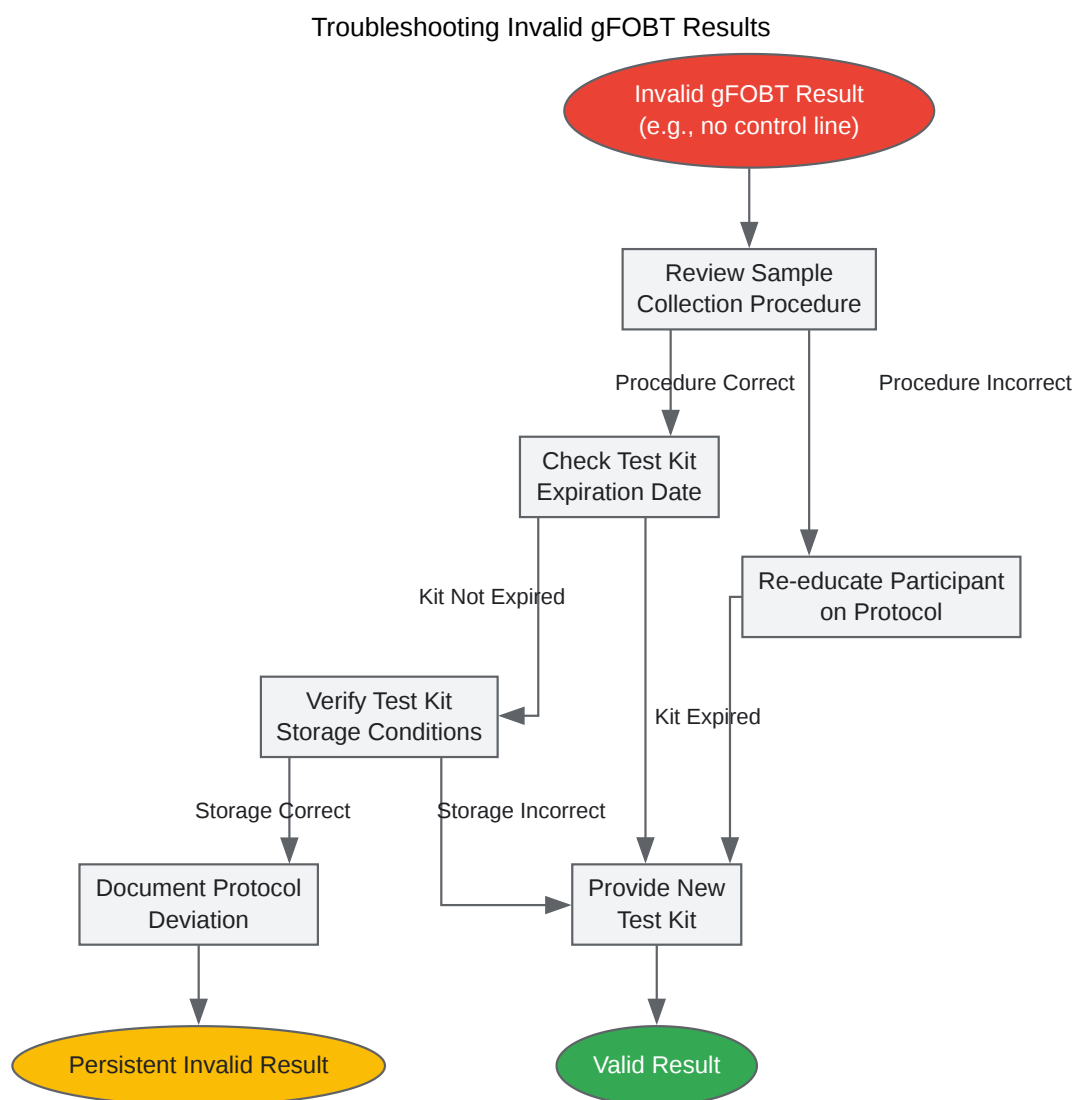 Troubleshooting Invalid gFOBT Results
Invalid gFOBT Result
(e.g., no control line)
Review Sample
Collection Procedure
Procedure Correct
Procedure Incorrect
Check Test Kit
Expiration Date
Kit Not Expired
Re-educate Participant
on Protocol
Verify Test Kit
Storage Conditions
Kit Expired
Storage Correct
Storage Incorrect
Document Protocol
Deviation
Provide New
Test Kit
Persistent Invalid Result
Valid Result